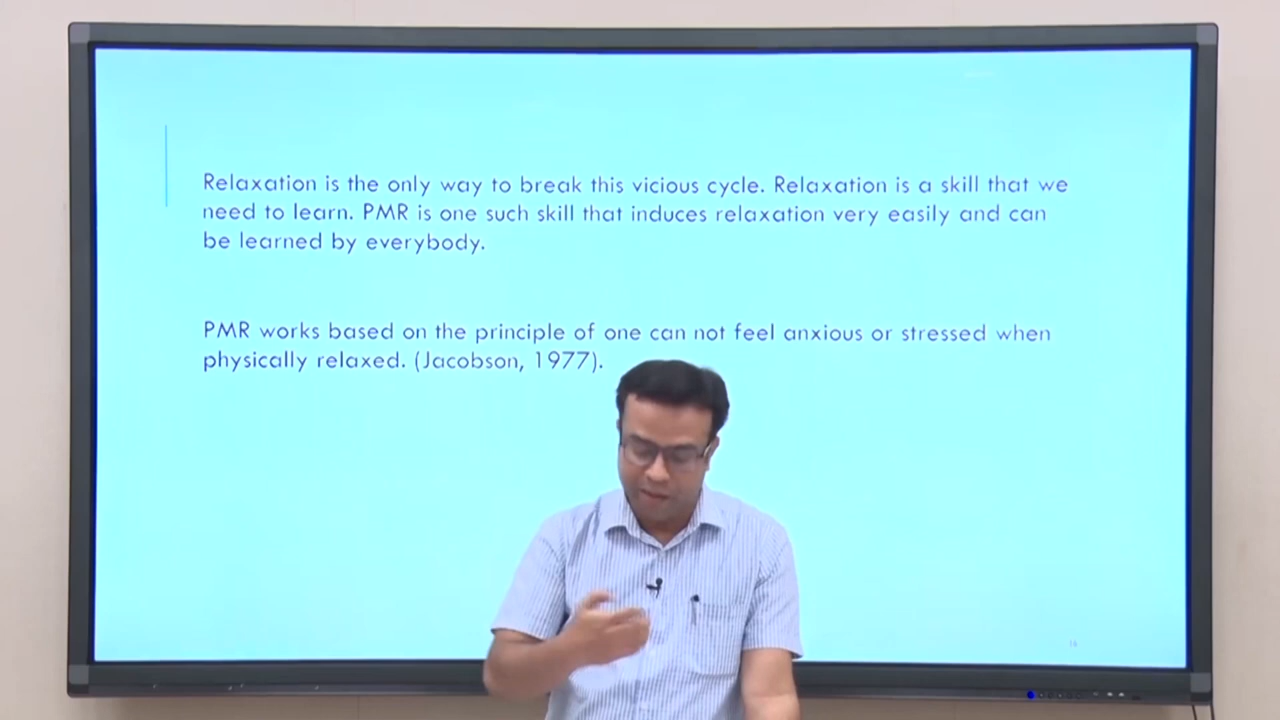 Relaxation is the only way to break this vicious cycle. Relaxation is a skill that we
need to learn. PMR is one such skill that induces relaxation very easily and can
be learned by everybody.
PMR works based on the principle of one can not feel anxious or stressed when
physically relaxed. (Jacobson, 1977).